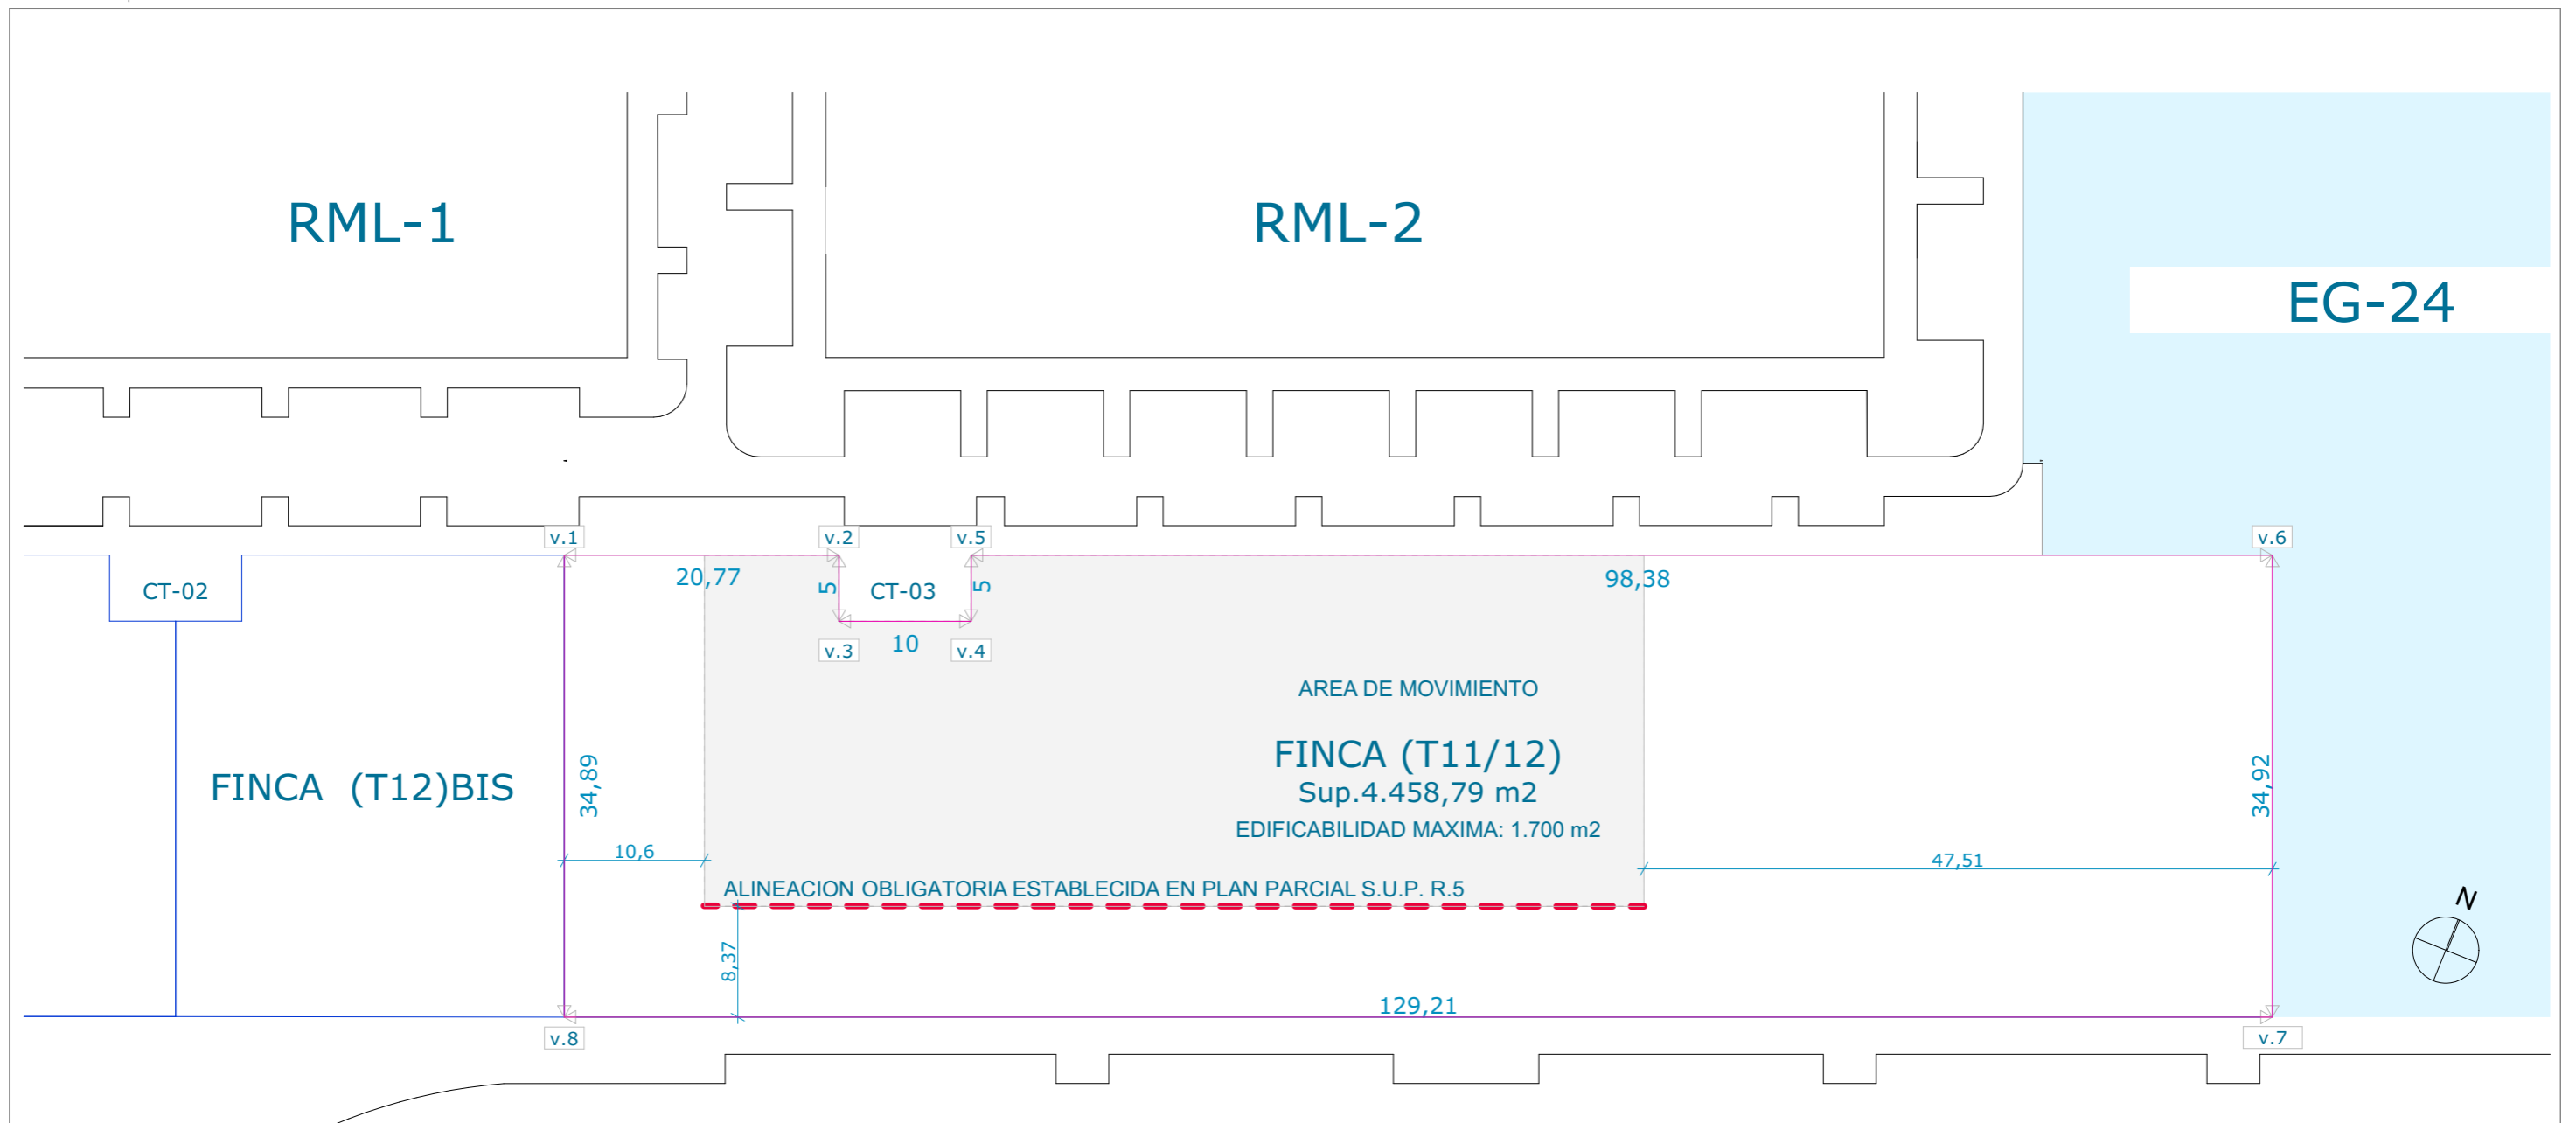 RML-1
RML-2
EG-24
v.1
v.2
v.5
v.6
20,77
5
CT-03
5
98,38
CT-02
v.3
10
v.4
AREA DE MOVIMIENTO
FINCA (T11/12)
Sup.4.458,79 m2
EDIFICABILIDAD MAXIMA: 1.700 m2
FINCA (T12)BIS
34,89
34,92
10,6
47,51
ALINEACION OBLIGATORIA ESTABLECIDA EN PLAN PARCIAL S.U.P. R.5
N
8,37
129,21
v.8
v.7